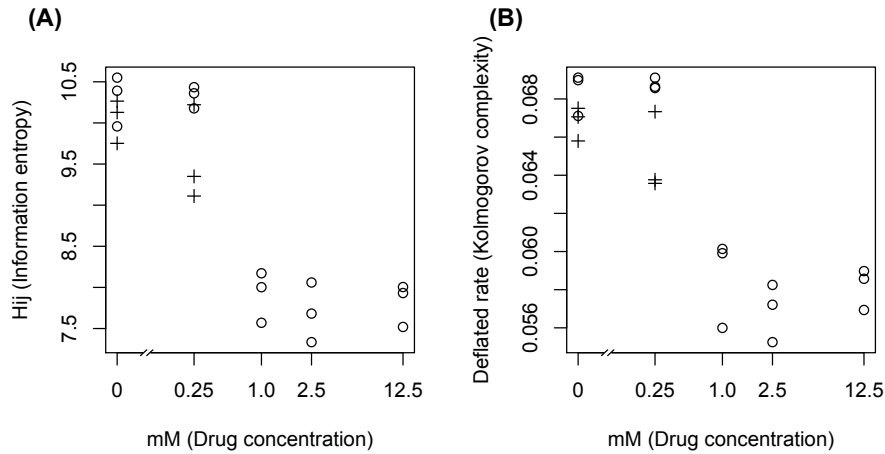 (A)
Hij (Information entropy)
10.5
9.5
8.5
7.5
0 0.25 1.0 2.5 12.5
mM (Drug concentration)
(B)
Deflated rate (Kolmogorov complexity)
0.068
0.064
0.060
0.056
0 0.25 1.0 2.5 12.5
mM (Drug concentration)